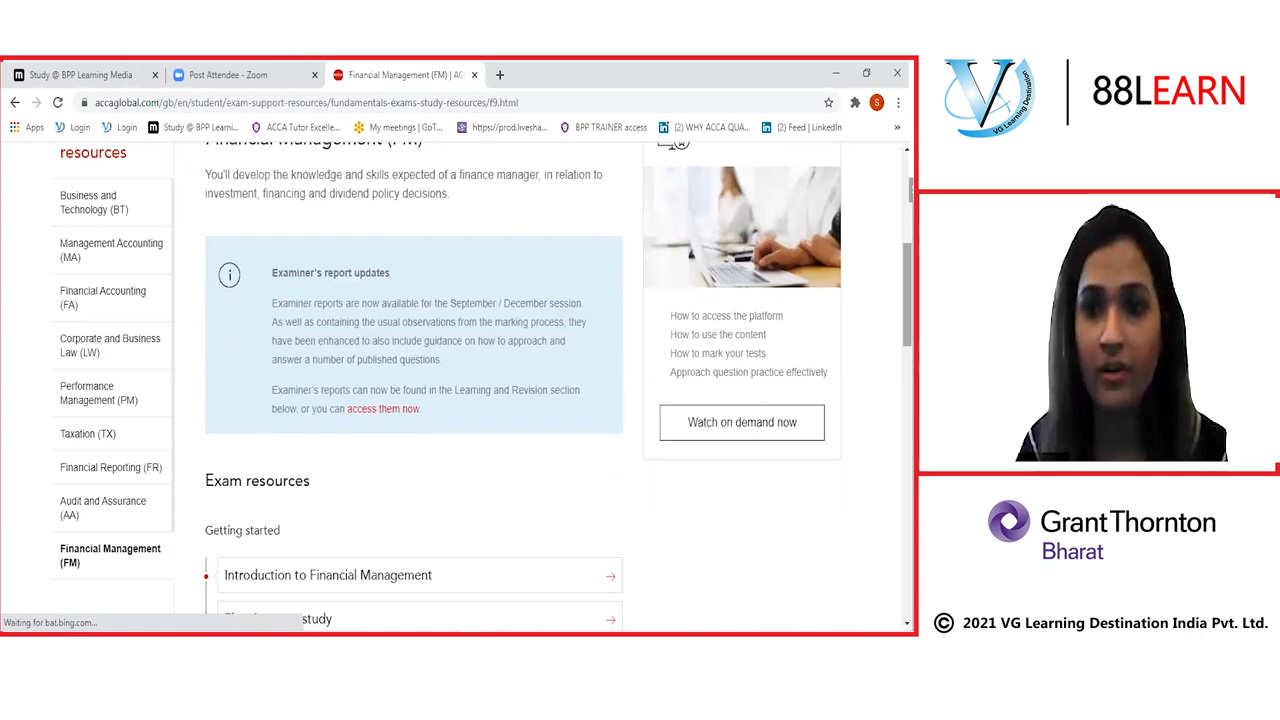 Study @ BPP Learning Media
Post Attendee - Zoom
Financial Management (FM) | AC
accaglobal.com/gb/en/student/exam-support-resources/fundamentals-exams-study-resources/f9.html
S
Apps
Login
Login
Study @ BPP Learni...
ACCA Tutor Excelle...
My meetings | GoT...
https://prod.livesha...
BPP TRAINER access
(2) WHY ACCA QUA...
(2) Feed | LinkedIn
»
resources
Business and
Technology (BT)
Management Accounting
(MA)
Financial Accounting
(FA)
Corporate and Business
Law (LW)
Performance
Management (PM)
Taxation (TX)
Financial Reporting (FR)
Audit and Assurance
(AA)
Financial Management
(FM)
Financial Management (FM)
You'll develop the knowledge and skills expected of a finance manager, in relation to
investment, financing and dividend policy decisions.
Examiner's report updates
Examiner reports are now available for the September / December session.
As well as containing the usual observations from the marking process, they
have been enhanced to also include guidance on how to approach and
answer a number of published questions.
Examiner's reports can now be found in the Learning and Revision section
below. or you can access them now.
Exam resources
Getting started
Introduction to Financial Management
study
How to access the platform
How to use the content
How to mark your tests
Approach question practice effectively
Watch on demand now
Waiting for bat.bing.com...
V
VG Learning Destination
88LEARN
Grant Thornton
Bharat
© 2021 VG Learning Destination India Pvt. Ltd.